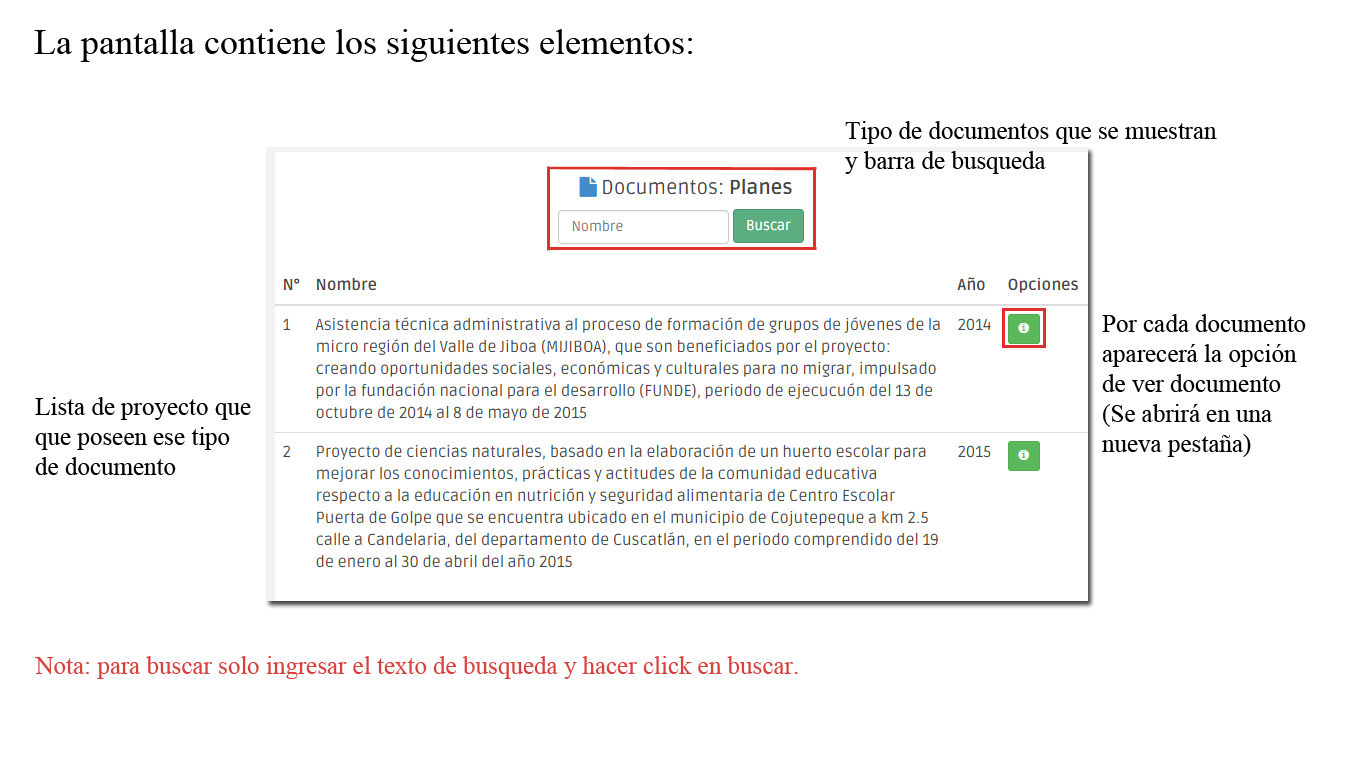 La pantalla contiene los siguientes elementos:
Tipo de documentos que se muestran
y barra de busqueda
Documentos: Planes
Nombre
Buscar
N° Nombre Año Opciones
1 Asistencia técnica administrativa al proceso de formación de grupos de jóvenes de la 2014
micro región del Valle de Jiboa (MIJIBOA), que son beneficiados por el proyecto:
creando oportunidades sociales, económicas y culturales para no migrar, impulsado
por la fundación nacional para el desarrollo (FUNDE), periodo de ejecucuón del 13 de
octubre de 2014 al 8 de mayo de 2015
2 Proyecto de ciencias naturales, basado en la elaboración de un huerto escolar para 2015
mejorar los conocimientos, prácticas y actitudes de la comunidad educativa
respecto a la educación en nutrición y seguridad alimentaria de Centro Escolar
Puerta de Golpe que se encuentra ubicado en el municipio de Cojutepeque a km 2.5
calle a Candelaria, del departamento de Cuscatlán, en el periodo comprendido del 19
de enero al 30 de abril del año 2015
Por cada documento
aparecerá la opción
de ver documento
(Se abrirá en una
nueva pestaña)
Lista de proyecto que
que poseen ese tipo
de documento
Nota: para buscar solo ingresar el texto de busqueda y hacer click en buscar.